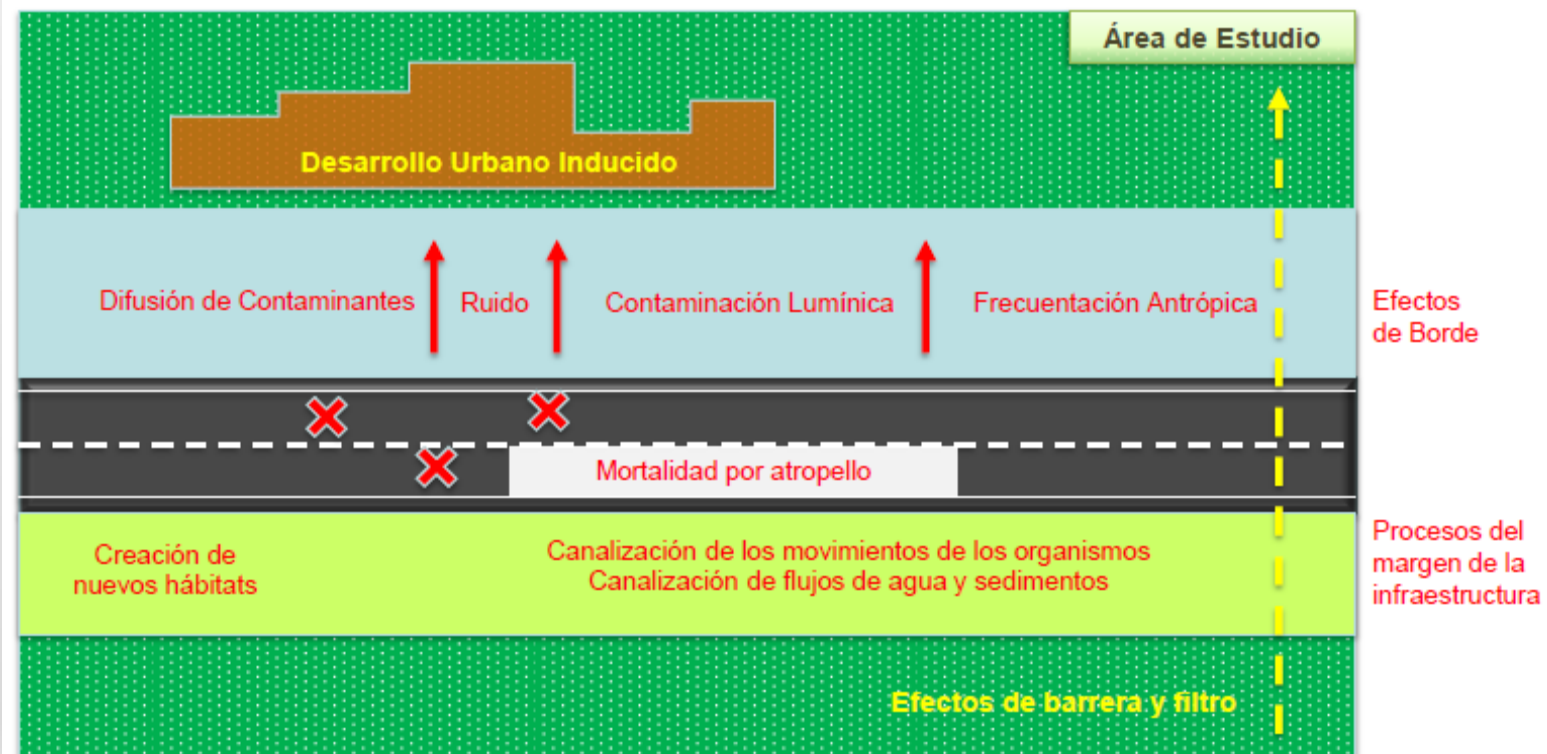 Área de Estudio
Desarrollo Urbano Inducido
Difusión de Contaminantes
Ruido
Contaminación Lumínica
Frecuentación Antrópica
Efectos
de Borde
Mortalidad por atropello
Creación de
nuevos hábitats
Canalización de los movimientos de los organismos
Canalización de flujos de agua y sedimentos
Procesos del
margen de la
infraestructura
Efectos de barrera y filtro